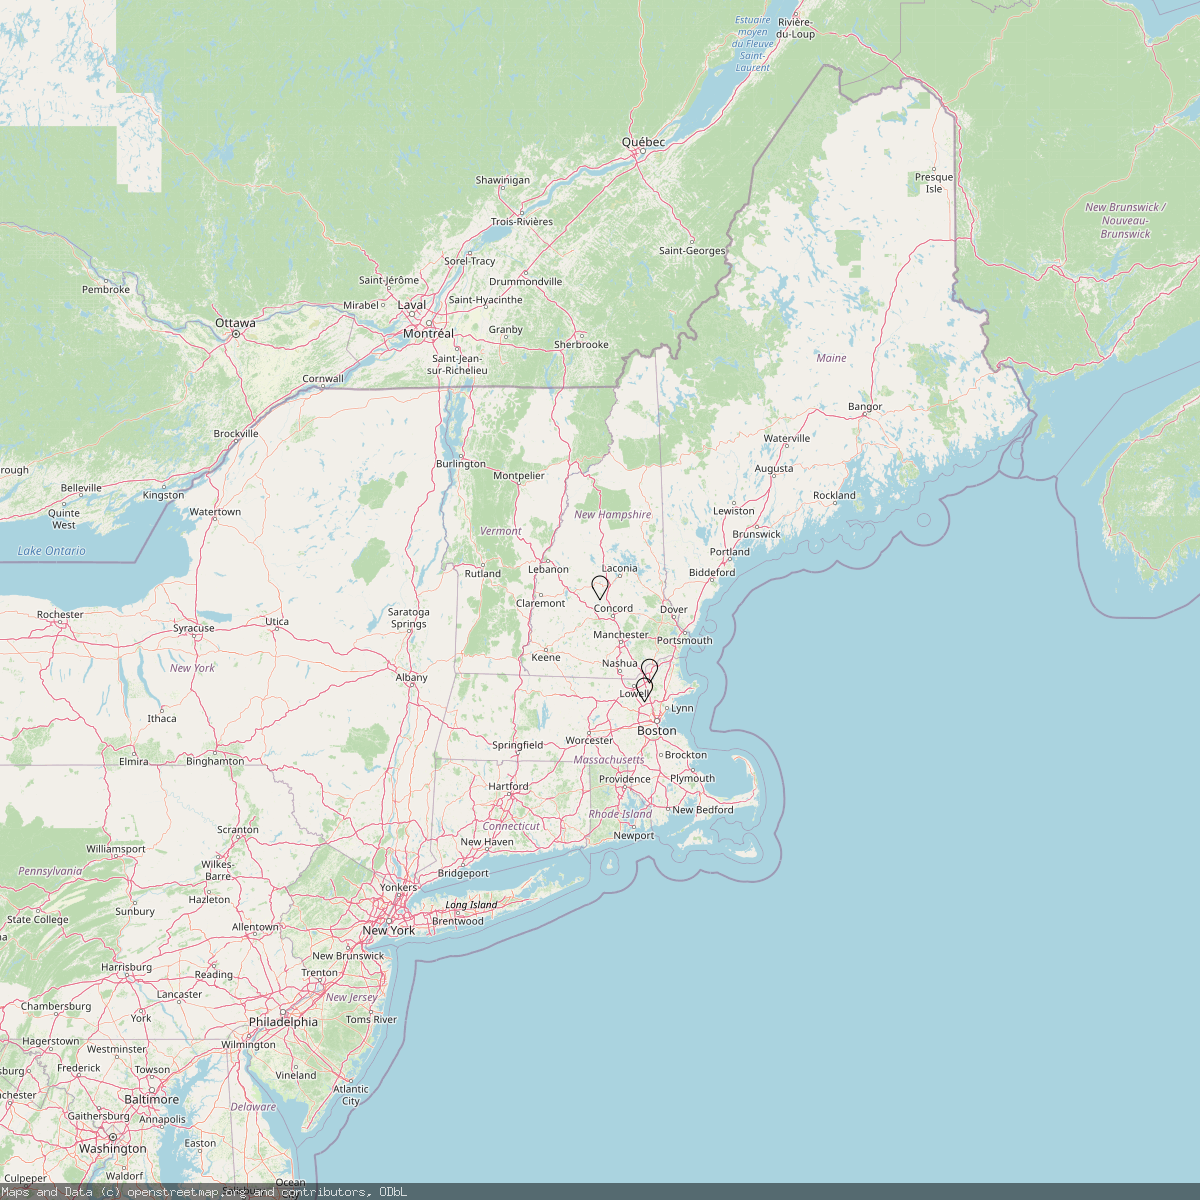 Estuaire
moyen
du Fleuve
Saint-
Laurent
Rivière-
du-Loup
Québec
Shawinigan
Presque
Isle
Trois-Rivières
New Brunswick /
Nouveau-
Brunswick
Saint-Georges
Sorel-Tracy
Saint-Jérôme
Drummondville
Pembroke
Mirabel
Laval
Saint-Hyacinthe
Ottawa
Montréal
Granby
Sherbrooke
Saint-Jean-
sur-Richelieu
Maine
Cornwall
Bangor
Brockville
Waterville
Burlington
Montpelier
Augusta
rough
Belleville
Kingston
Rockland
Quinte
West
Watertown
New Hampshire
Lewiston
Vermont
Brunswick
Lake Ontario
Portland
Rutland
Lebanon
Laconia
Biddeford
Claremont
Concord
Dover
Rochester
Saratoga
Springs
Syracuse
Utica
Manchester
Portsmouth
Keene
Nashua
New York
Albany
Lowell
Lynn
Ithaca
Boston
Springfield
Worcester
Elmira
Binghamton
Massachusetts
Brockton
Hartford
Providence
Plymouth
Connecticut
Rhode Island
New Bedford
Scranton
Newport
Williamsport
New Haven
Pennsylvania
Wilkes-
Barre
Bridgeport
Yonkers
Hazleton
Long Island
Sunbury
State College
Brentwood
Allentown
New York
na
New Brunswick
Harrisburg
Reading
Trenton
Lancaster
New Jersey
Chambersburg
York
Philadelphia
Toms River
Hagerstown
Wilmington
Westminster
Frederick
Towson
Vineland
sburg
Atlantic
City
nchester
Baltimore
Delaware
Gaithersburg
Annapolis
Washington
Easton
Waldorf
Culpeper
Ocean
City
Salisbury
Maps and Data (c) openstreetmap.org and contributors, ODbL